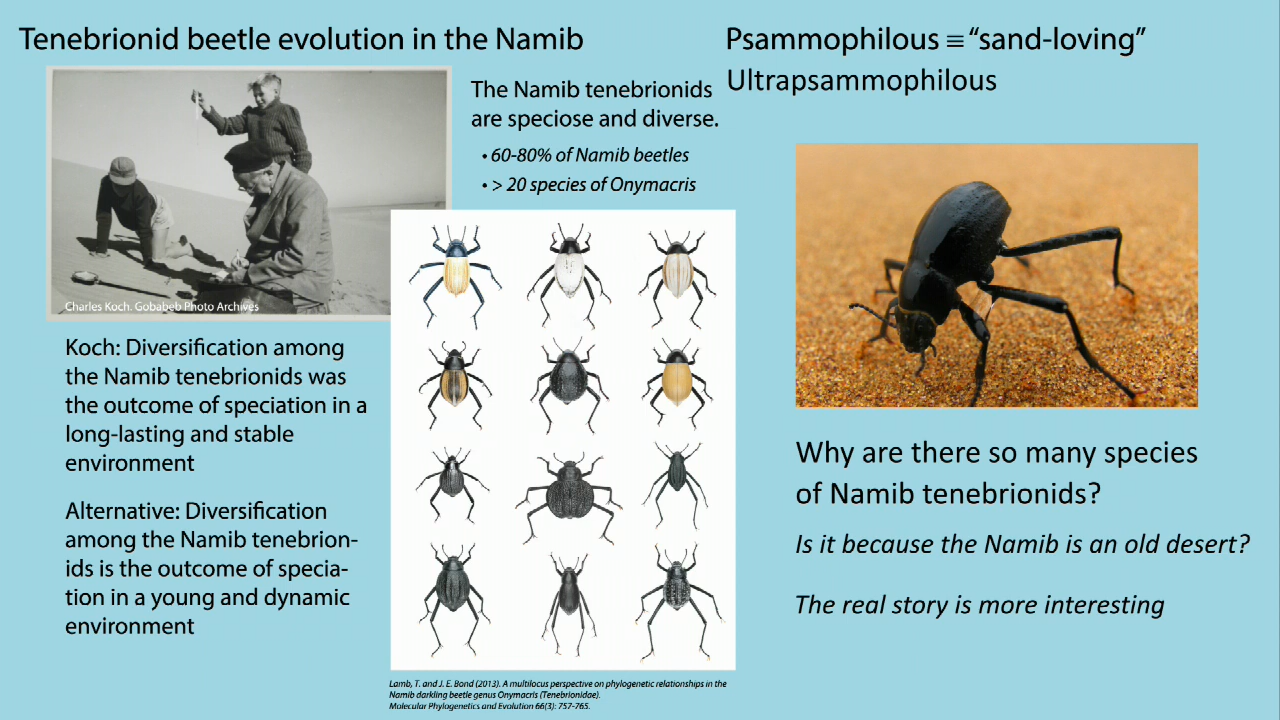 Tenebrionid beetle evolution in the Namib
Psammophilous ≡ “sand-loving”
Ultrapsammophilous
The Namib tenebrionids
are speciose and diverse.
• 60-80% of Namib beetles
• > 20 species of Onymacris
Charles Koch. Gobabeb Photo Archives
Koch: Diversification among
the Namib tenebrionids was
the outcome of speciation in a
long-lasting and stable
environment
Alternative: Diversification
among the Namib tenebrion-
ids is the outcome of specia-
tion in a young and dynamic
environment
Lamb, T. and J. E. Bond (2013). A multilocus perspective on phylogenetic relationships in the
Namib darkling beetle genus Onymacris (Tenebrionidae).
Molecular Phylogenetics and Evolution 66(3): 757-765.
Why are there so many species
of Namib tenebrionids?
Is it because the Namib is an old desert?
The real story is more interesting